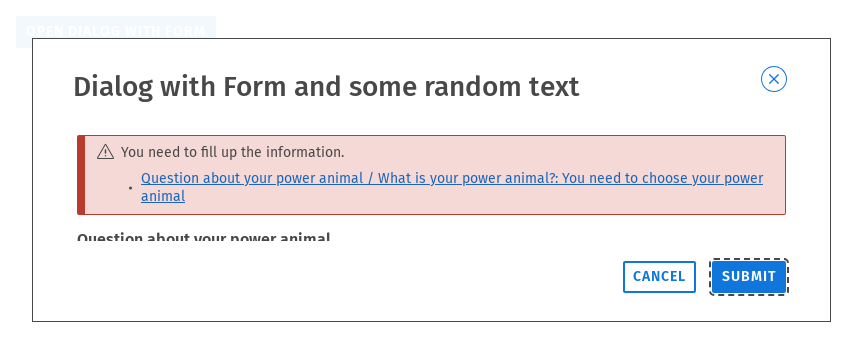 OPEN DIALOG WITH FORM
Dialog with Form and some random text
You need to fill up the information.
Question about your power animal / What is your power animal?: You need to choose your power
animal
Question about your power animal
CANCEL
SUBMIT